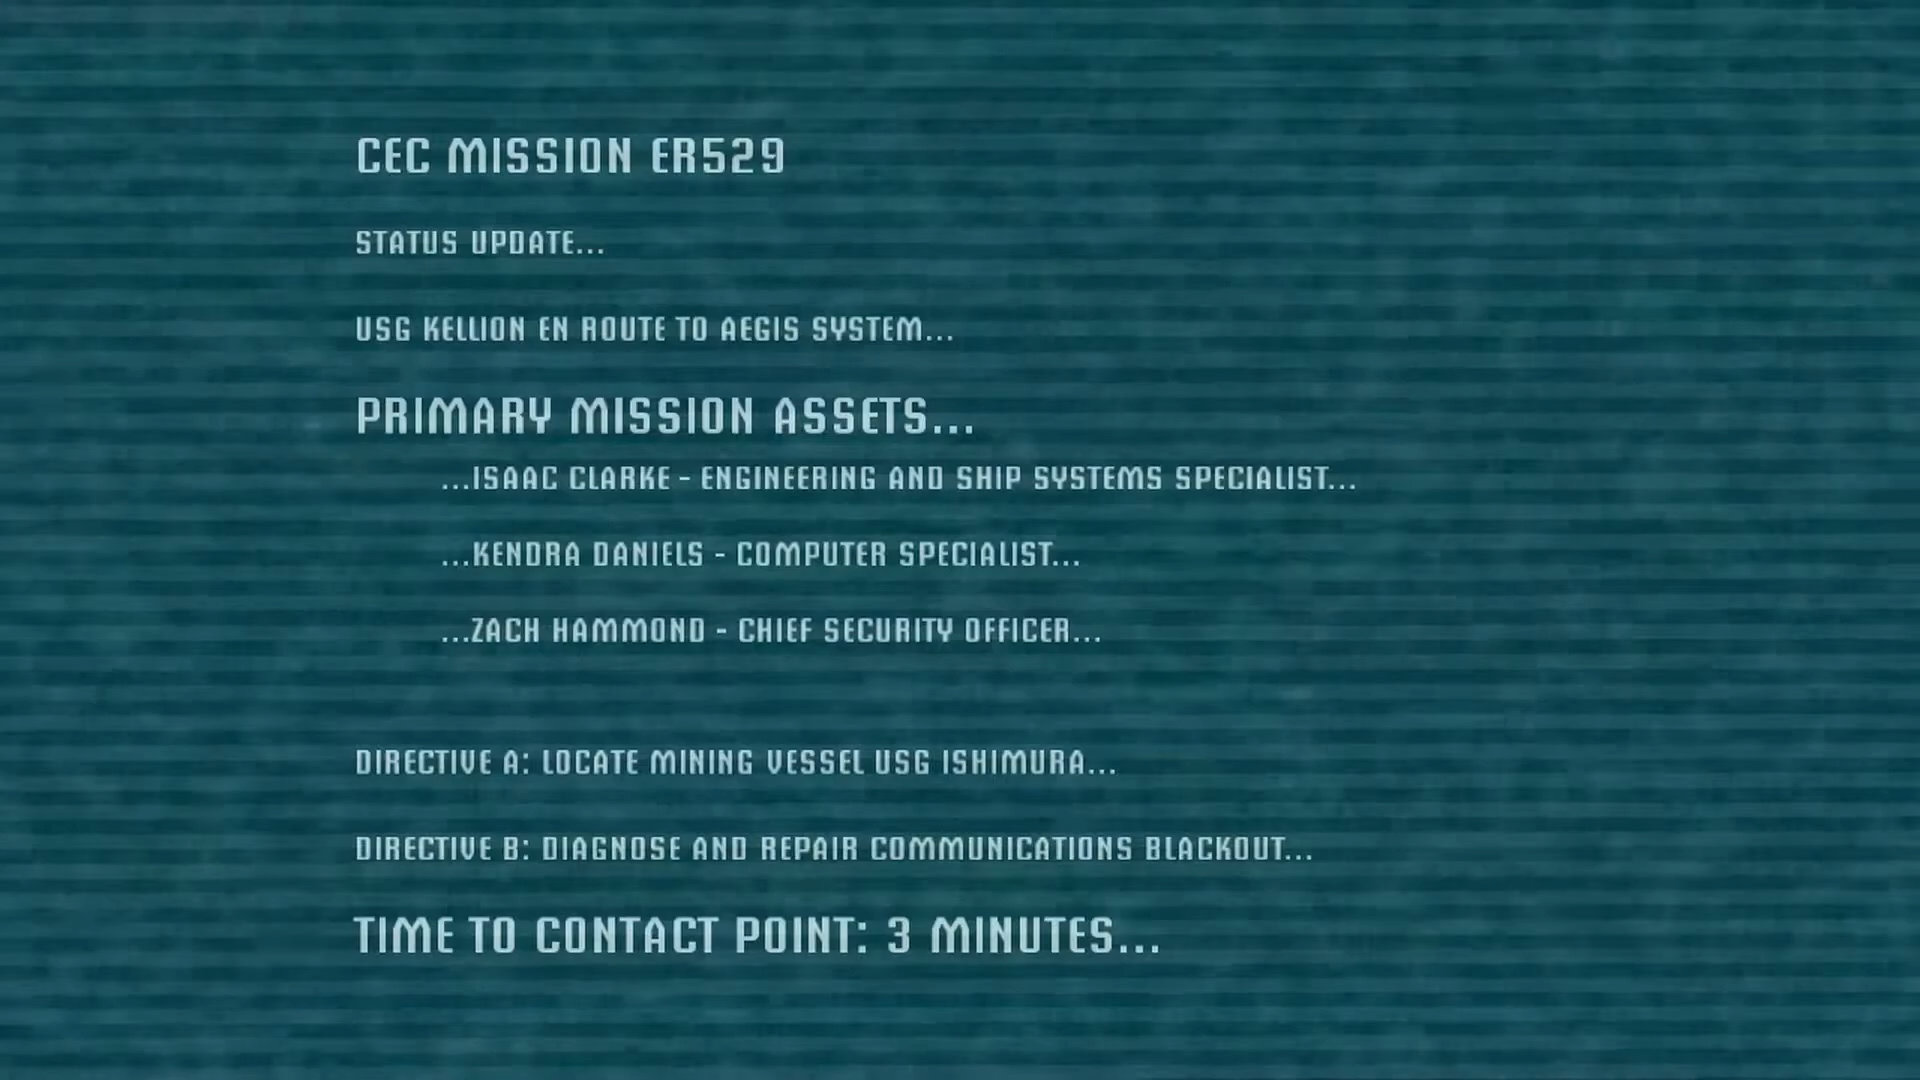 CEC MISSION ER529
STATUS UPDATE...
USG KELLION EN ROUTE TO AEGIS SYSTEM...
PRIMARY MISSION ASSETS...
...ISAAC CLARKE - ENGINEERING AND SHIP SYSTEMS SPECIALIST...
...KENDRA DANIELS - COMPUTER SPECIALIST...
...ZACH HAMMOND - CHIEF SECURITY OFFICER...
DIRECTIVE A: LOCATE MINING VESSEL USG ISHIMURA...
DIRECTIVE B: DIAGNOSE AND REPAIR COMMUNICATIONS BLACKOUT...
TIME TO CONTACT POINT: 3 MINUTES...